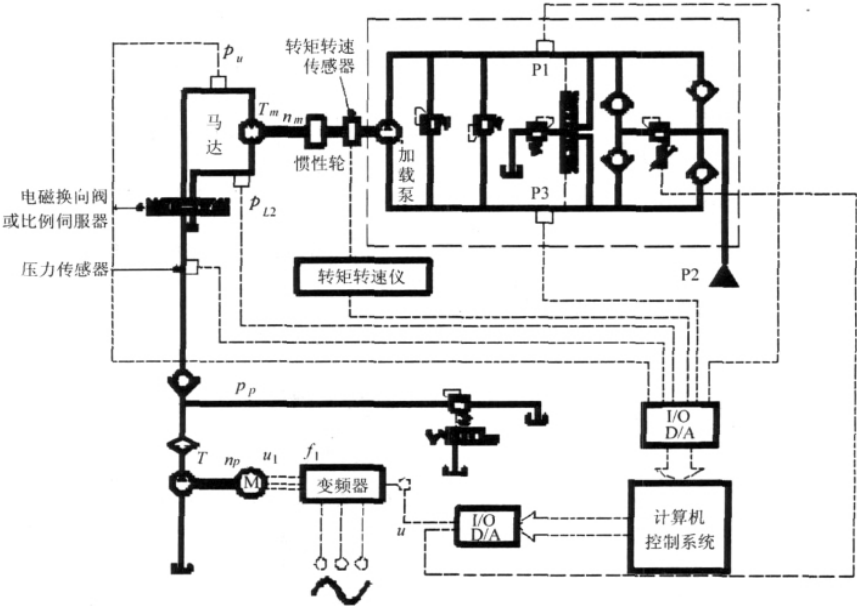 p_u
转矩转速
传感器
P1
T_m n_m
马
达
惯性轮
加
载
泵
P3
电磁换向阀
或比例伺服器
p_L2
压力传感器
转矩转速仪
P2
p_p
I/O
D/A
T n_p u_1 f_1
M
变频器
u
I/O
D/A
计算机
控制系统